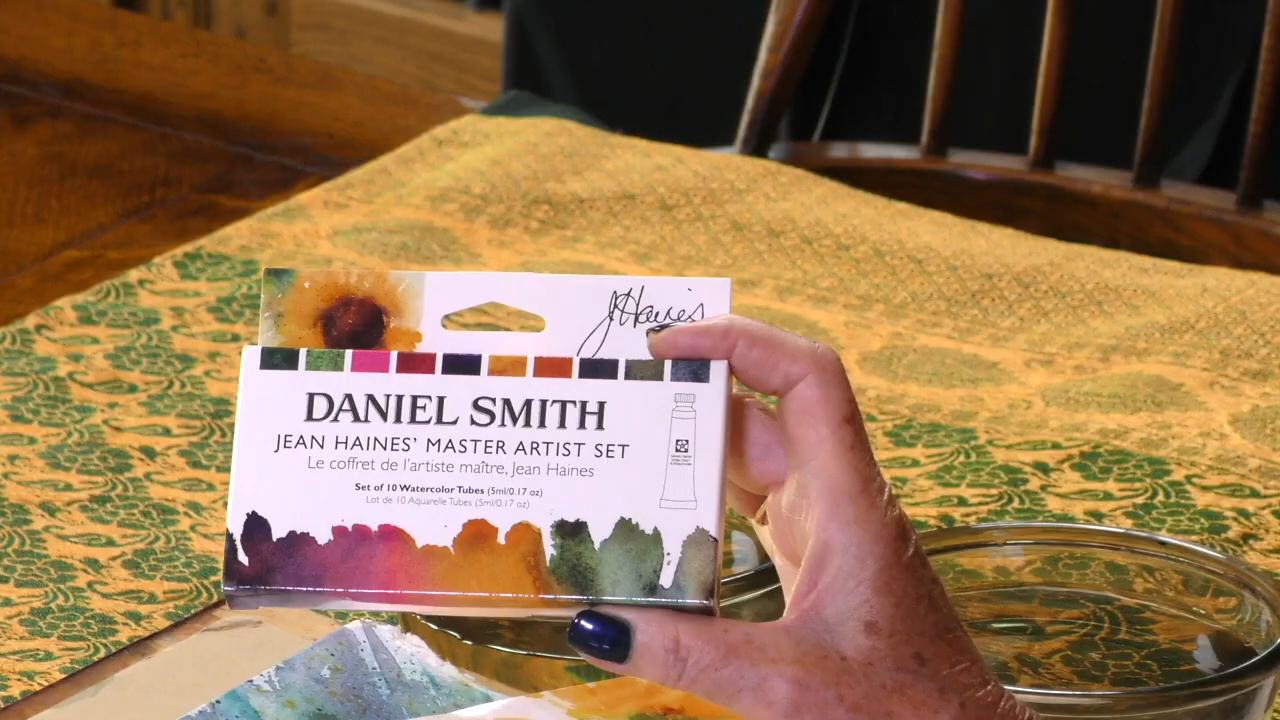 JHaines
DANIEL SMITH
JEAN HAINES' MASTER ARTIST SET
Le coffret de l'artiste maître, Jean Haines
Set of 10 Watercolor Tubes (5ml/0.17 oz)
Lot de 10 Aquarelle Tubes (5ml/0.17 oz)